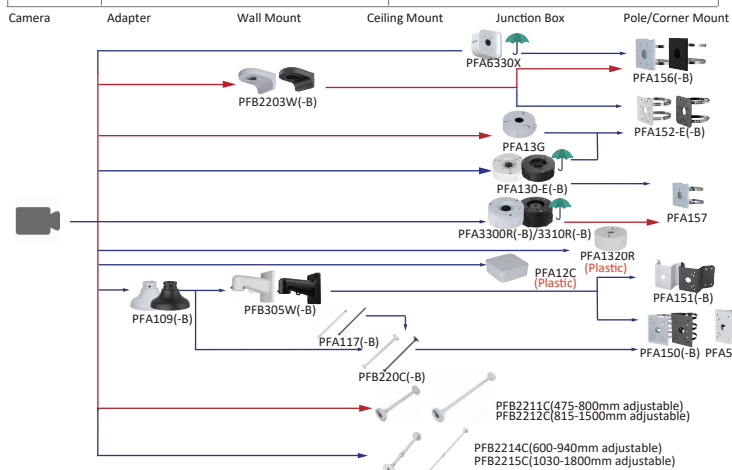 Camera Adapter Wall Mount Ceiling Mount Junction Box Pole/Corner Mount
PFA6330X
PFA156(-B)
PFB2203W(-B)
PFA152-E(-B)
PFA13G
PFA130-E(-B)
PFA157
PFA3300R(-B)/3310R(-B)
PFA1320R
(Plastic)
PFA12C
(Plastic)
PFA151(-B)
PFA109(-B)
PFB305W(-B)
PFA117(-B)
PFA150(-B) PFA5
PFB220C(-B)
PFB2211C(475-800mm adjustable)
PFB2212C(815-1500mm adjustable)
PFB2214C(600-940mm adjustable)
PFB2215C(1030-1800mm adjustable)